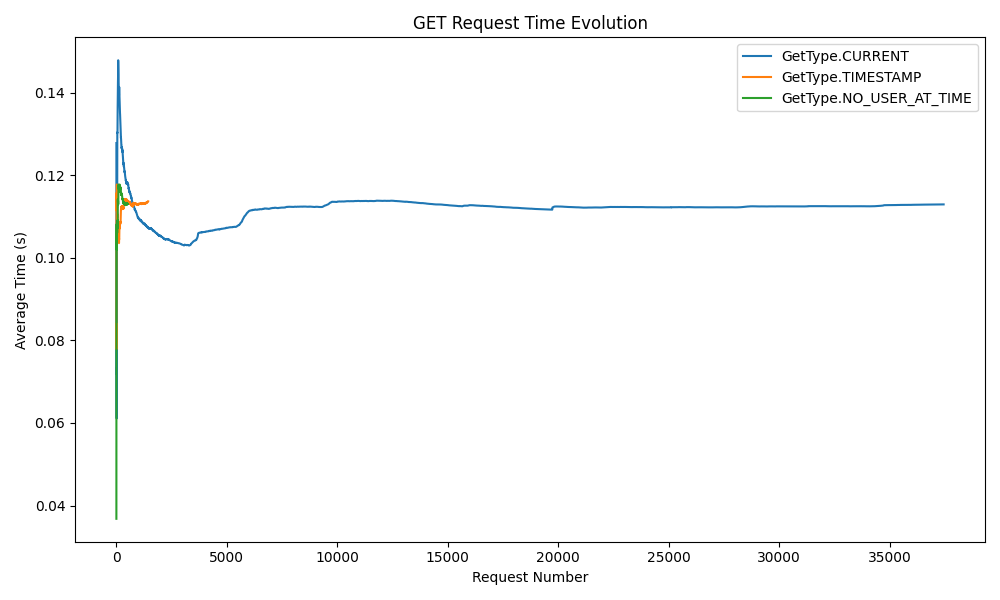 GET Request Time Evolution
GetType.CURRENT
GetType.TIMESTAMP
GetType.NO_USER_AT_TIME
Average Time (s)
0.14
0.12
0.10
0.08
0.06
0.04
0 5000 10000 15000 20000 25000 30000 35000
Request Number